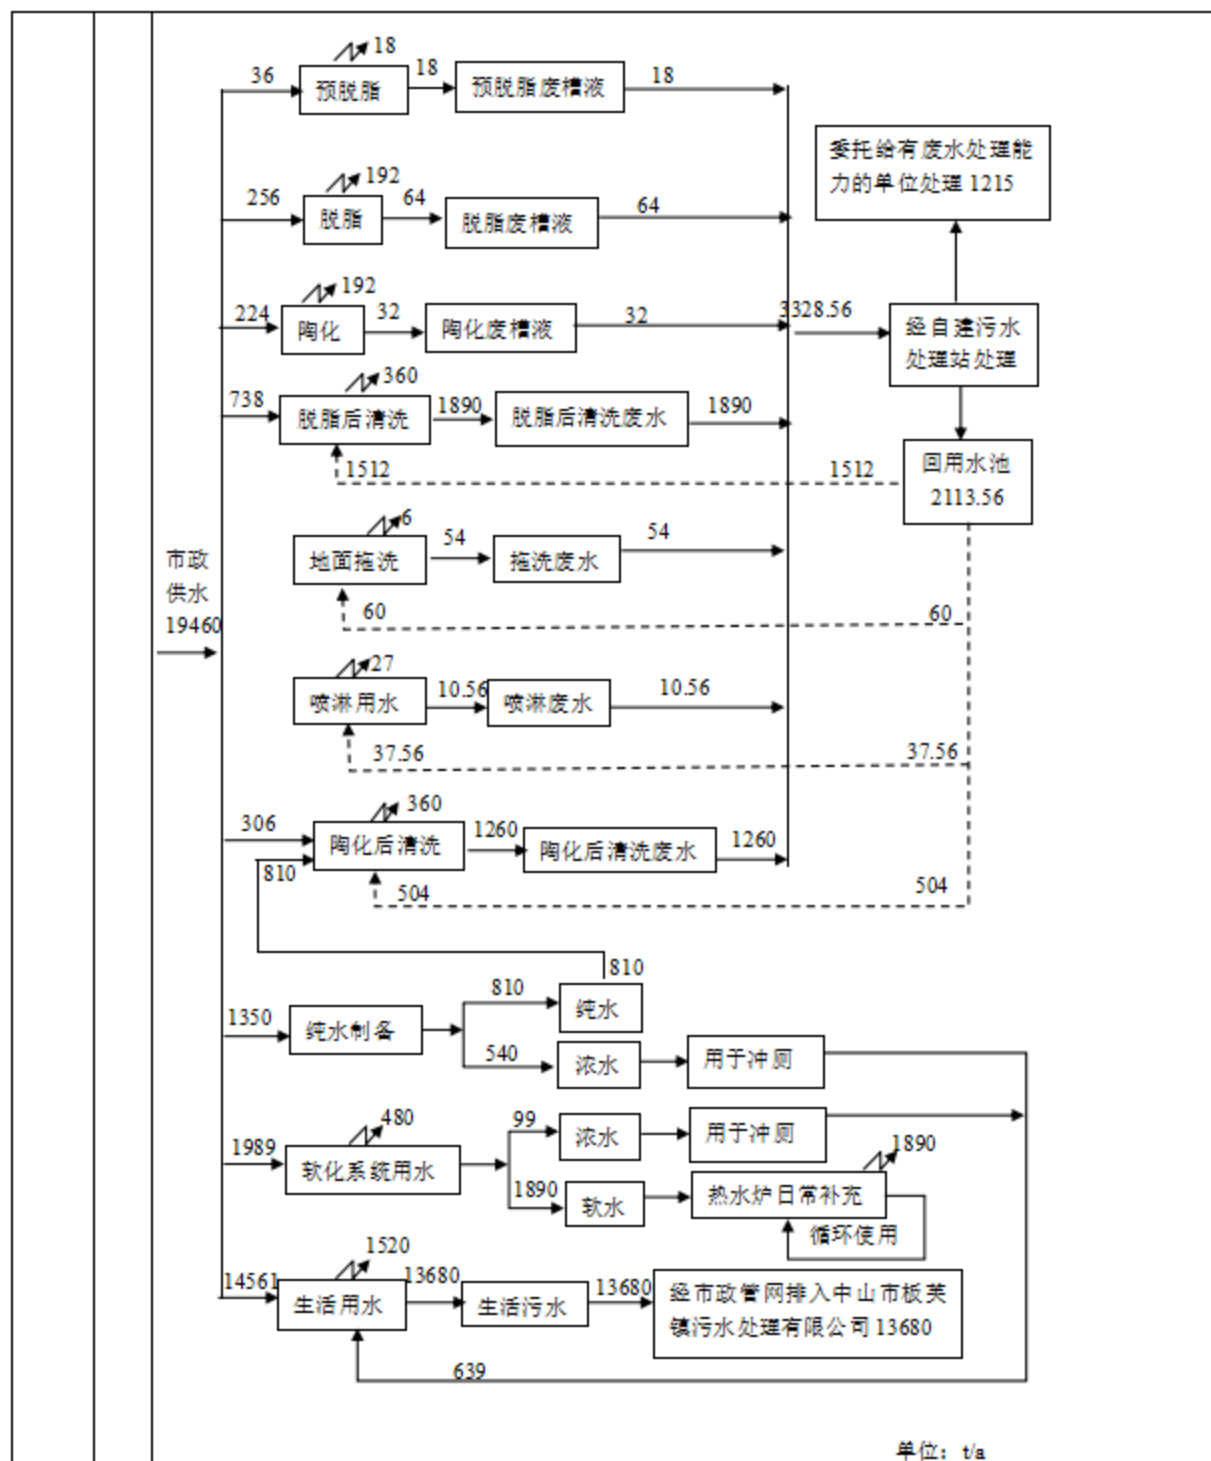 18
36
预脱脂
18
预脱脂废槽液
18
委托给有废水处理能
力的单位处理 1215
192
256
脱脂
64
脱脂废槽液
64
192
224
陶化
32
陶化废槽液
32
3328.56
经自建污水
处理站处理
360
738
脱脂后清洗
1890
脱脂后清洗废水
1890
1512
1512
回用水池
2113.56
6
地面拖洗
54
拖洗废水
54
60
60
市政
供水
19460
27
喷淋用水
10.56
喷淋废水
10.56
37.56
37.56
360
306
陶化后清洗
1260
陶化后清洗废水
1260
810
504
504
810
1350
纯水制备
810
纯水
540
浓水
用于冲厕
480
1989
软化系统用水
99
浓水
用于冲厕
1890
1890
软水
热水炉日常补充
循环使用
1520
14561
生活用水
13680
生活污水
13680
经市政管网排入中山市板芙
镇污水处理有限公司 13680
639
单位：t/a